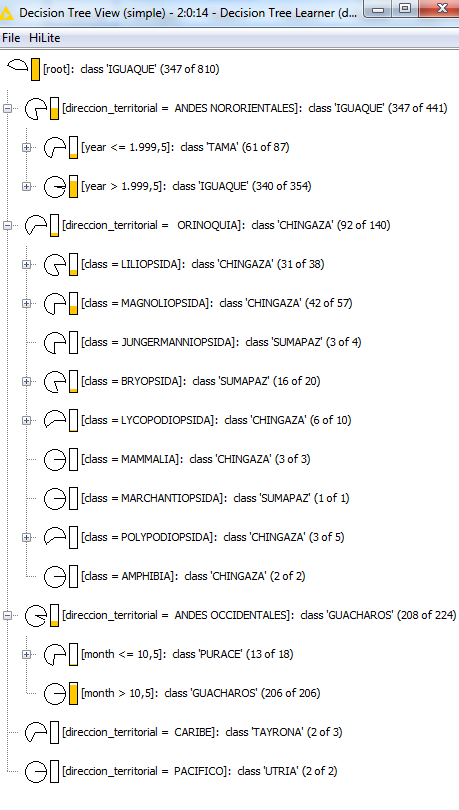 Decision Tree View (simple) - 2:0:14 - Decision Tree Learner (d...
File HiLite
[root]: class 'IGUAQUE' (347 of 810)
[direccion_territorial = ANDES NORORIENTALES]: class 'IGUAQUE' (347 of 441)
[year <= 1.999,5]: class 'TAMA' (61 of 87)
[year > 1.999,5]: class 'IGUAQUE' (340 of 354)
[direccion_territorial = ORINOQUIA]: class 'CHINGAZA' (92 of 140)
[class = LILIOPSIDA]: class 'CHINGAZA' (31 of 38)
[class = MAGNOLIOPSIDA]: class 'CHINGAZA' (42 of 57)
[class = JUNGERMANNIOPSIDA]: class 'SUMAPAZ' (3 of 4)
[class = BRYOPSIDA]: class 'SUMAPAZ' (16 of 20)
[class = LYCOPODIOPSIDA]: class 'CHINGAZA' (6 of 10)
[class = MAMMALIA]: class 'CHINGAZA' (3 of 3)
[class = MARCHANTIOPSIDA]: class 'SUMAPAZ' (1 of 1)
[class = POLYPODIOPSIDA]: class 'CHINGAZA' (3 of 5)
[class = AMPHIBIA]: class 'CHINGAZA' (2 of 2)
[direccion_territorial = ANDES OCCIDENTALES]: class 'GUACHAROS' (208 of 224)
[month <= 10,5]: class 'PURACE' (13 of 18)
[month > 10,5]: class 'GUACHAROS' (206 of 206)
[direccion_territorial = CARIBE]: class 'TAYRONA' (2 of 3)
[direccion_territorial = PACIFICO]: class 'UTRIA' (2 of 2)